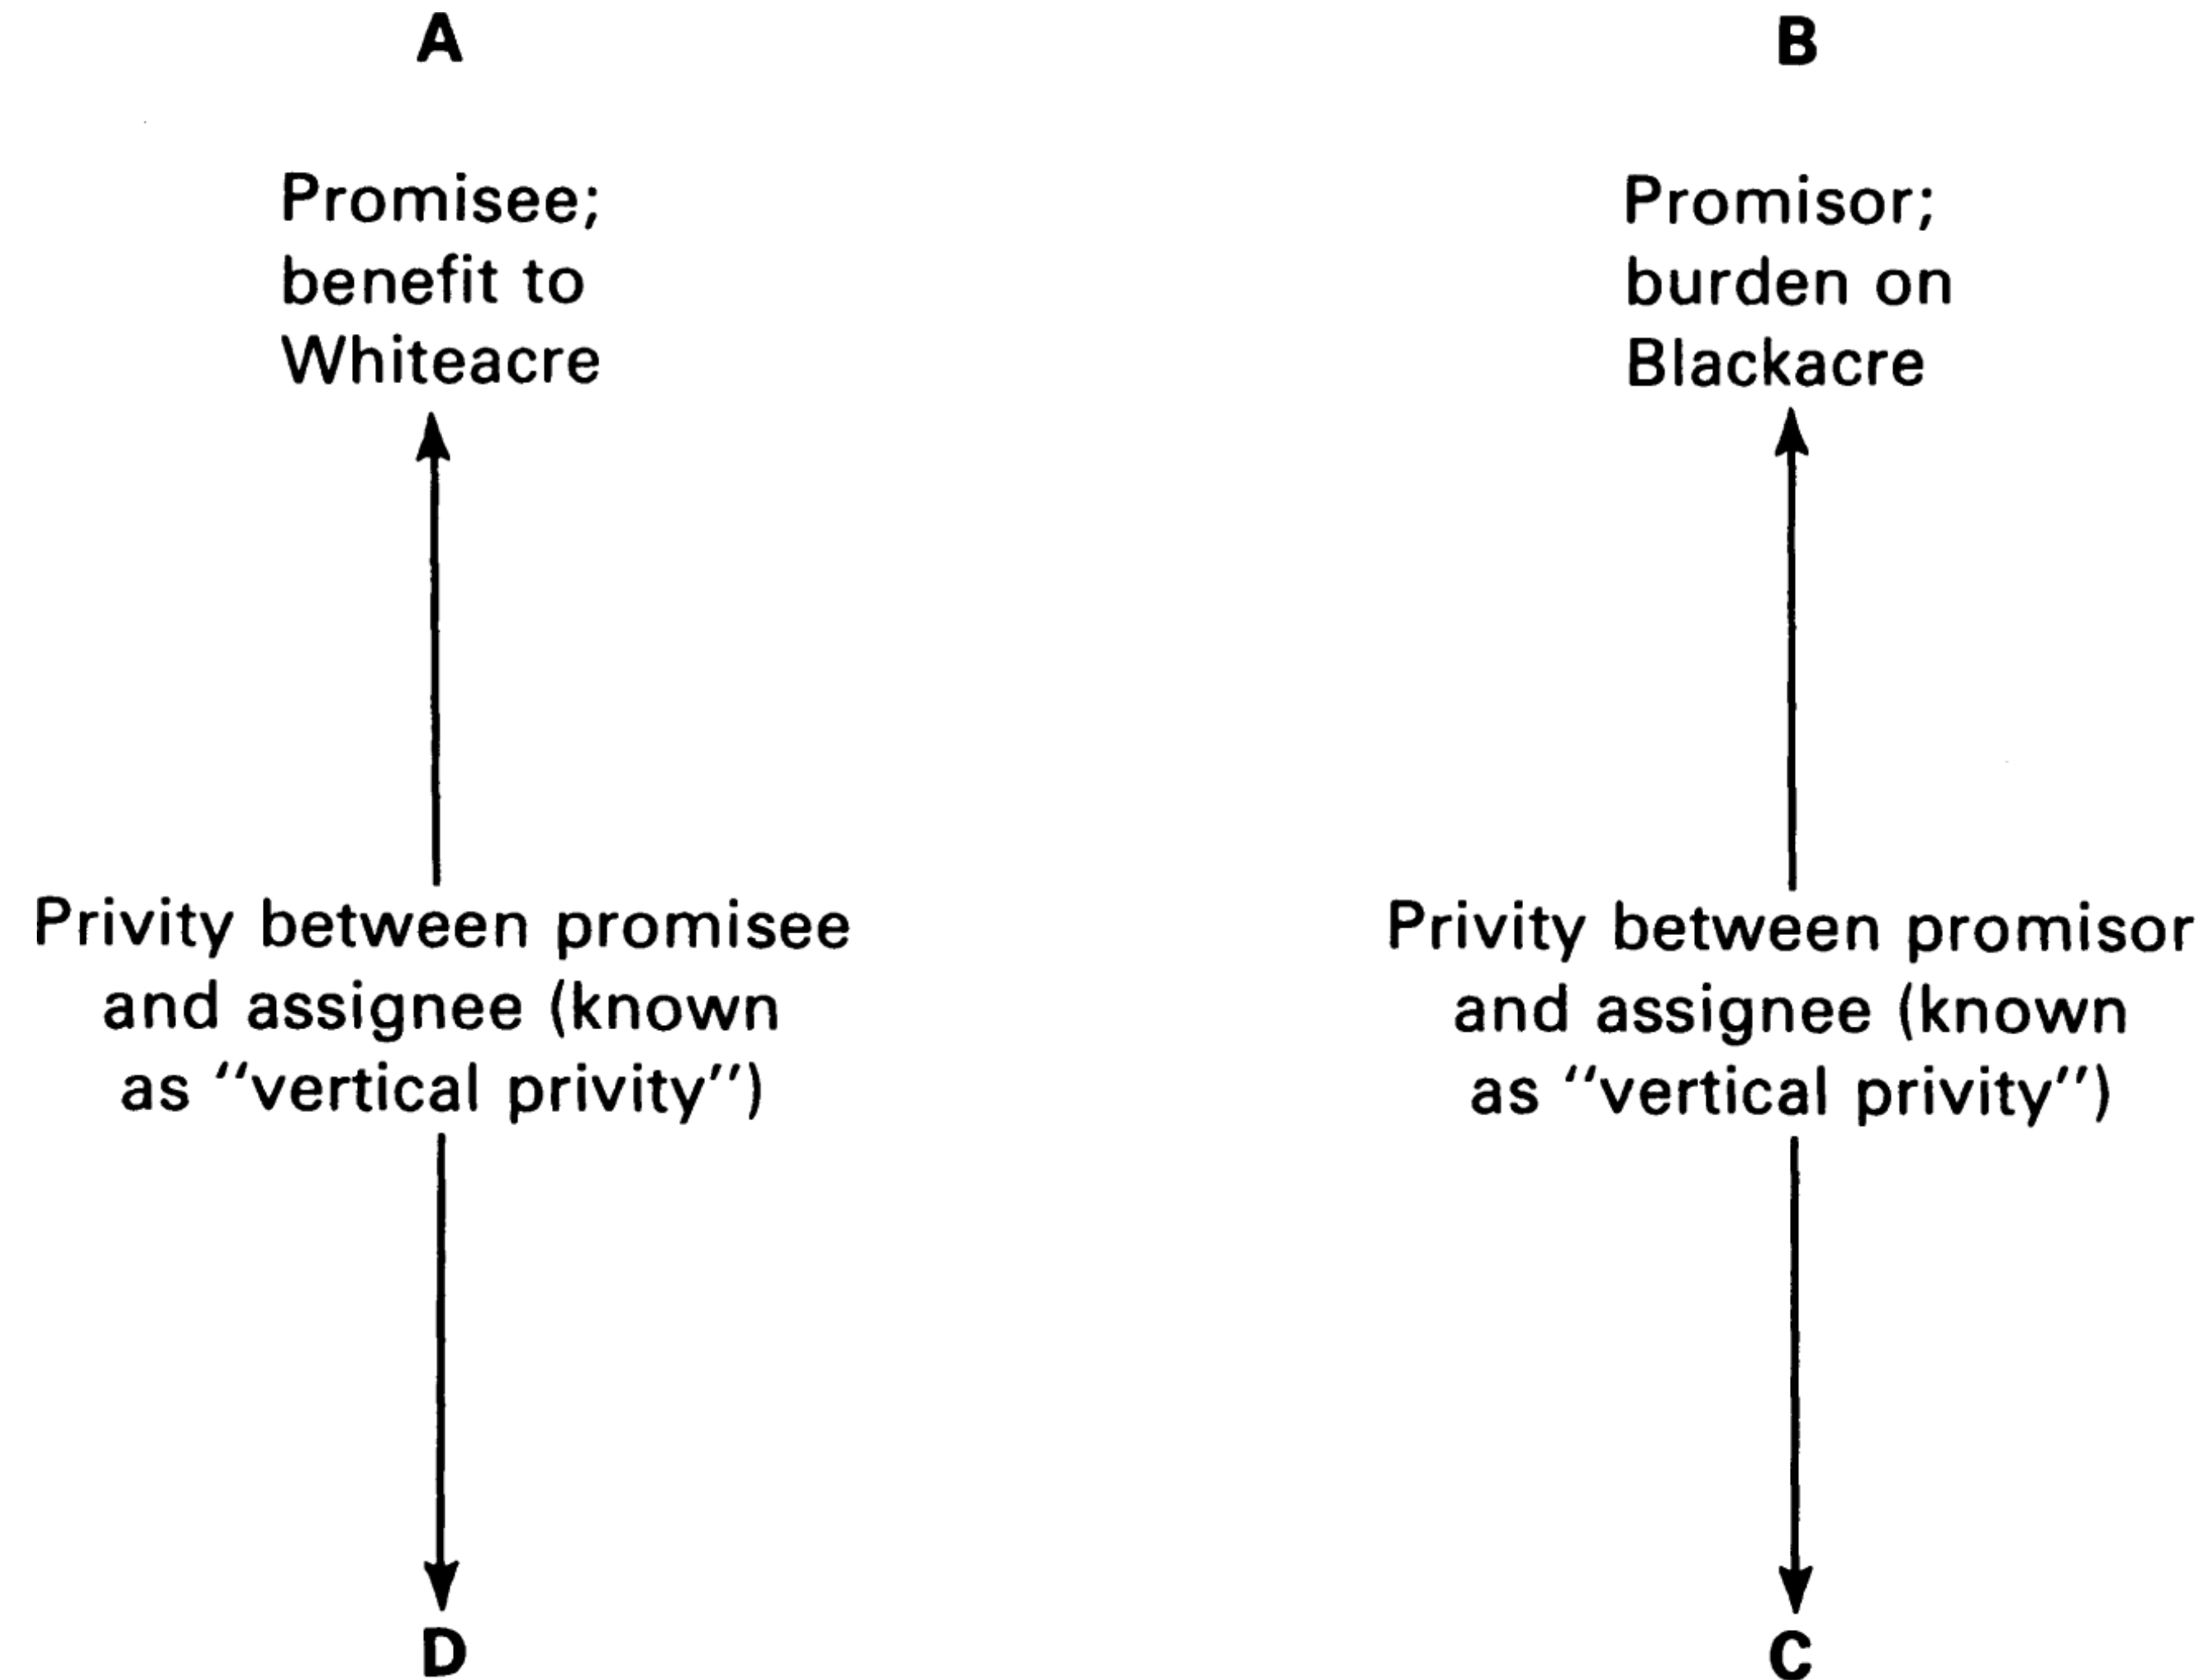 A
Promisee;
benefit to
Whiteacre
Privity between promisee
and assignee (known
as "vertical privity")
D
B
Promisor;
burden on
Blackacre
Privity between promisor
and assignee (known
as "vertical privity")
C